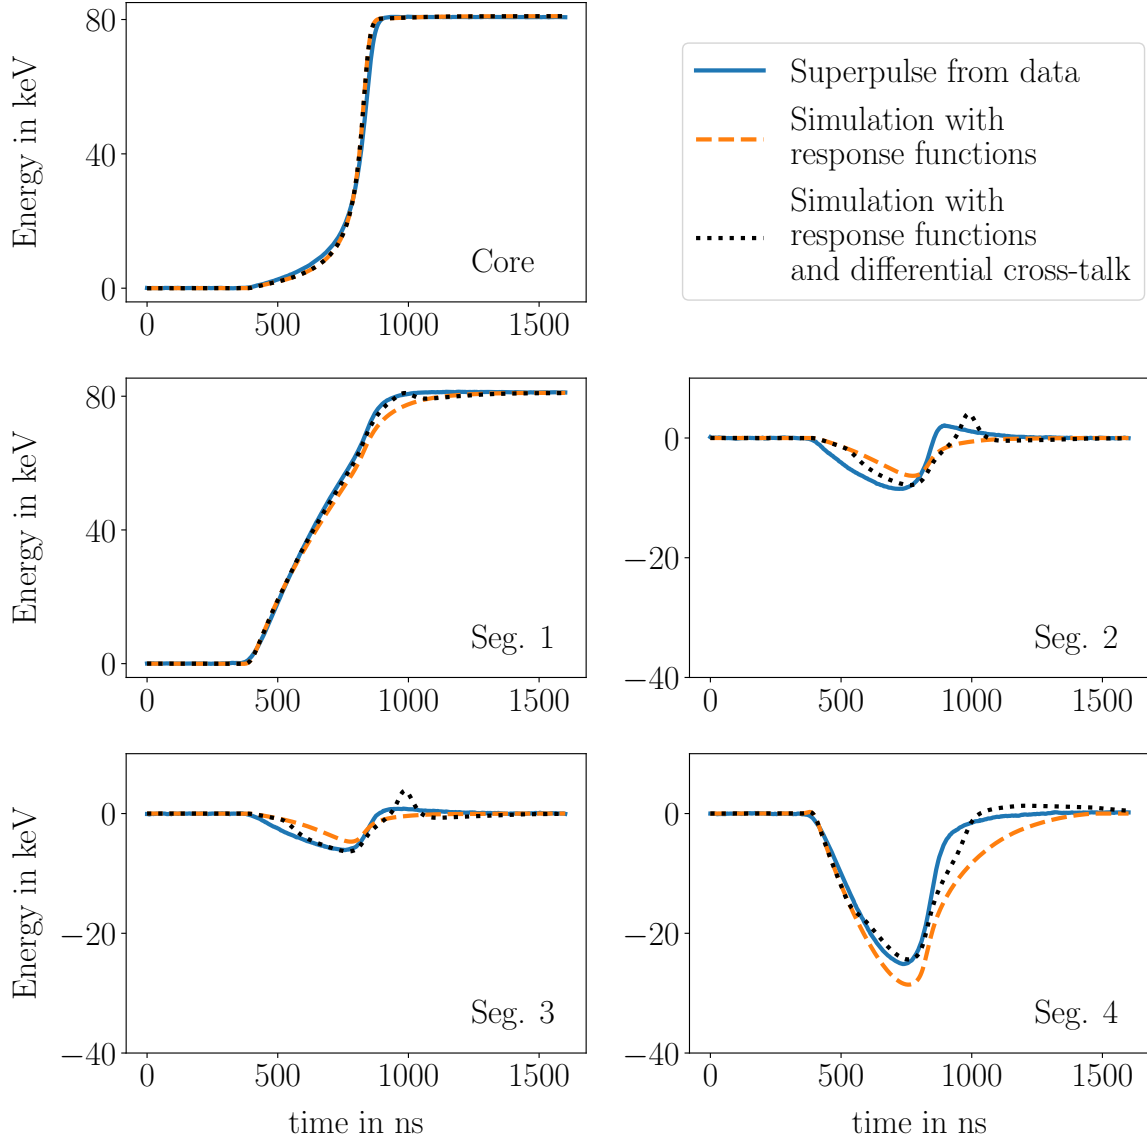 80
40
0
Energy in keV
Core
0 500 1000 1500
Superpulse from data
Simulation with
response functions
Simulation with
response functions
and differential cross-talk
80
40
0
Energy in keV
Seg. 1
0 500 1000 1500
0
−20
−40
Seg. 2
0 500 1000 1500
0
−20
−40
Energy in keV
Seg. 3
0 500 1000 1500
time in ns
0
−20
−40
Seg. 4
0 500 1000 1500
time in ns